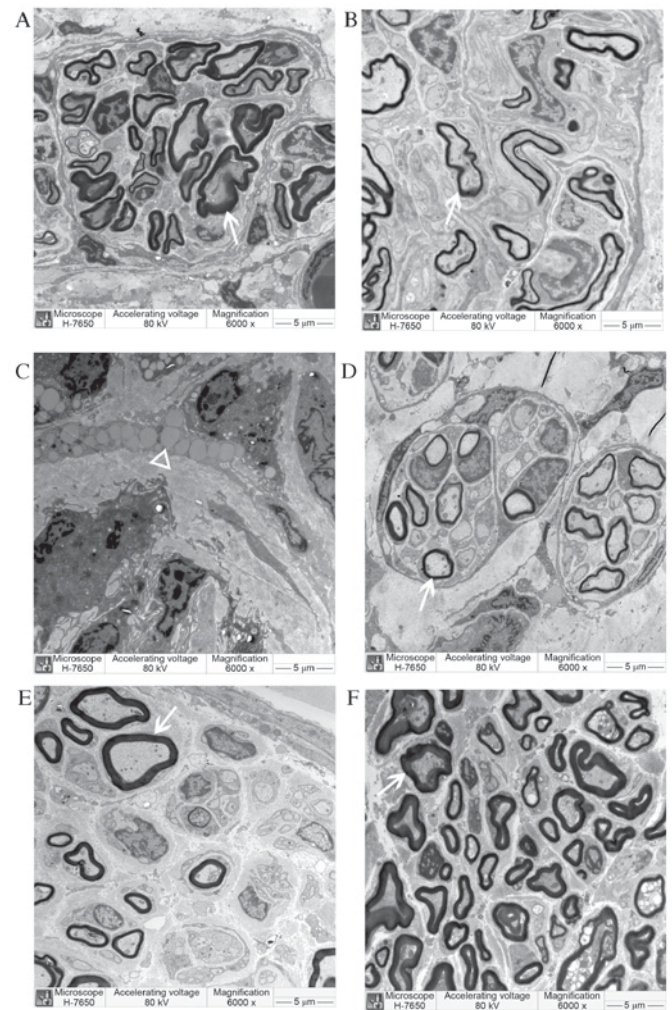 A
Microscope Accelerating voltage Magnification
H-7650 80 kV 6000 x 5 μm
B
Microscope Accelerating voltage Magnification
H-7650 80 kV 6000 x 5 μm
C
Microscope Accelerating voltage Magnification
H-7650 80 kV 6000 x 5 μm
D
Microscope Accelerating voltage Magnification
H-7650 80 kV 6000 x 5 μm
E
Microscope Accelerating voltage Magnification
H-7650 80 kV 6000 x 5 μm
F
Microscope Accelerating voltage Magnification
H-7650 80 kV 6000 x 5 μm